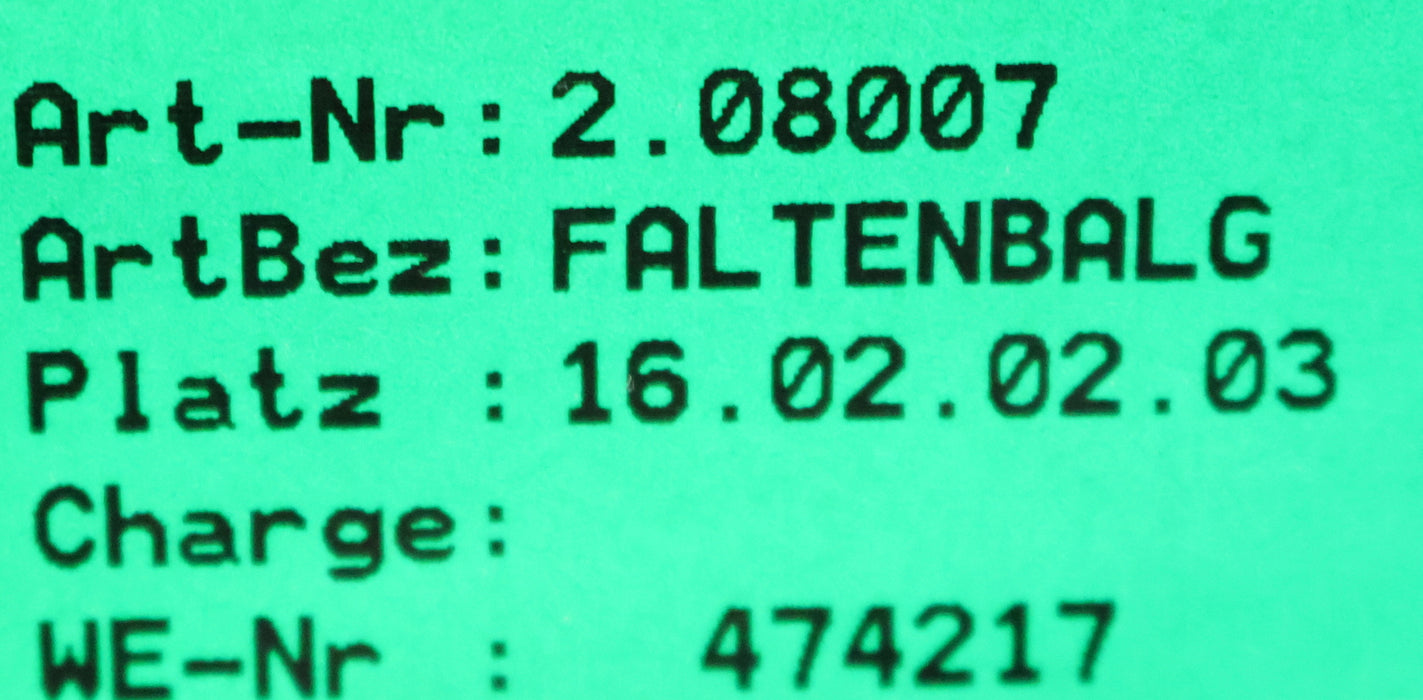 Art-Nr: 2.08007
ArtBez: FALTENBALG
Platz : 16.02.02.03
Charge:
WE-Nr : 474217